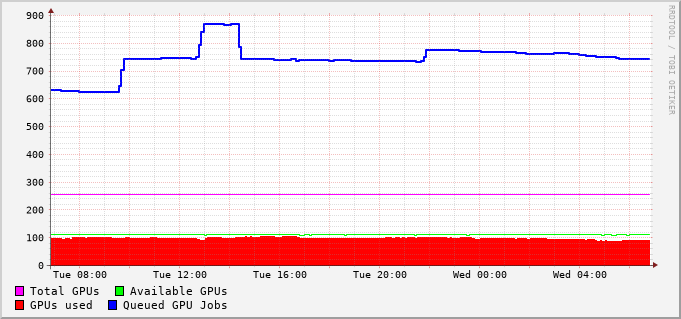 900
800
700
600
500
400
300
200
100
0
Tue 08:00 Tue 12:00 Tue 16:00 Tue 20:00 Wed 00:00 Wed 04:00
Total GPUs Available GPUs
GPUs used Queued GPU Jobs
RRDTOOL / TOBI OETIKER